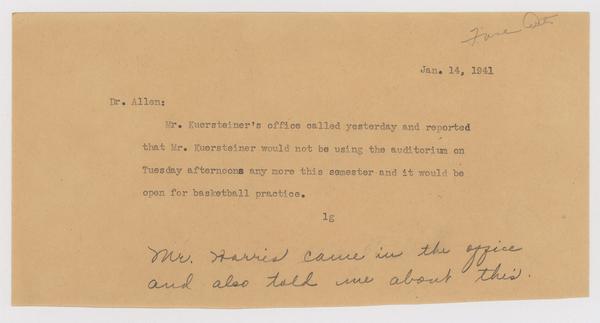 Fine Arts
Jan. 14, 1941
Dr. Allen:
Mr. Kuersteiner's office called yesterday and reported
that Mr. Kuersteiner would not be using the auditorium on
Tuesday afternoons any more this semester and it would be
open for basketball practice.
lg
Mr. Harris came in the office
and also told me about this.